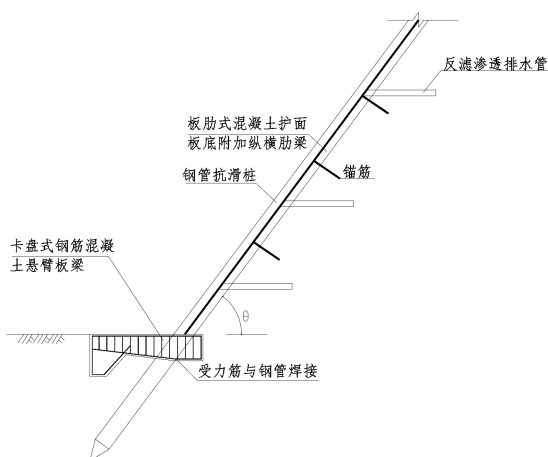 反滤渗透排水管
板肋式混凝土护面
板底附加纵横肋梁
钢管抗滑桩
锚筋
卡盘式钢筋混凝
土悬臂板梁
θ
受力筋与钢管焊接